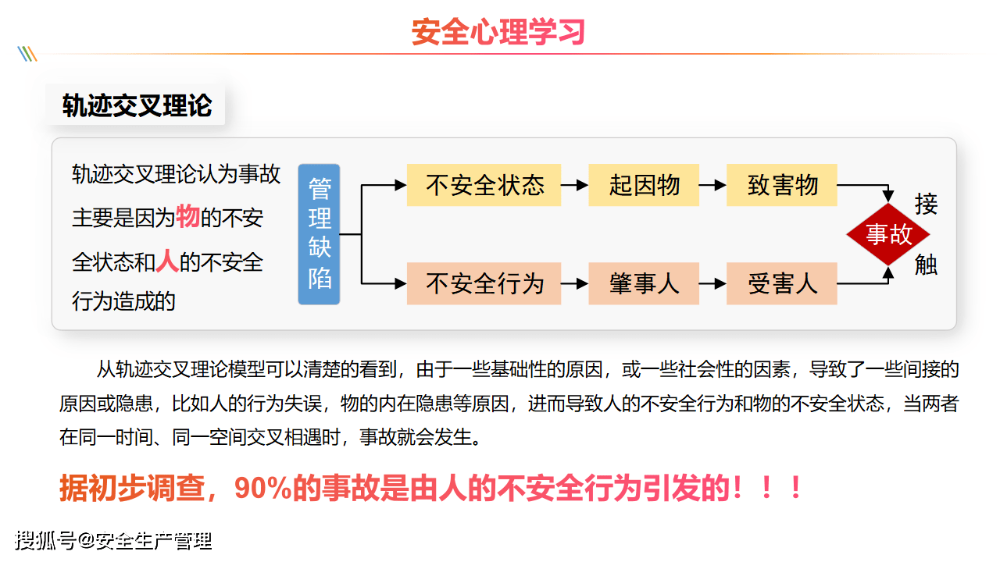 安全心理学习
轨迹交叉理论
轨迹交叉理论认为事故
主要是因为物的不安
全状态和人的不安全
行为造成的
管理缺陷
不安全状态
起因物
致害物
不安全行为
肇事人
受害人
事故
接触
从轨迹交叉理论模型可以清楚的看到，由于一些基础性的原因，或一些社会性的因素，导致了一些间接的
原因或隐患，比如人的行为失误，物的内在隐患等原因，进而导致人的不安全行为和物的不安全状态，当两者
在同一时间、同一空间交叉相遇时，事故就会发生。
据初步调查，90%的事故是由人的不安全行为引发的！！！
搜狐号@安全生产管理